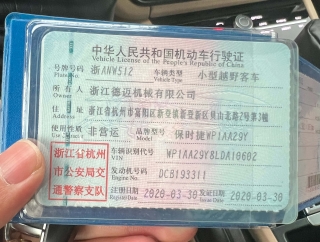 中华人民共和国机动车行驶证
Vehicle License of the People's Republic of China
号牌号码 浙ANW512 车辆类型 小型越野客车
Plate No. Vehicle Type
所有人 浙江德迈机械有限公司
Owner
住址 浙江省杭州市富阳区新登镇新登新区贝山北路2号第3幢
Address
使用性质 非营运 品牌型号 保时捷WP1AA29Y
Use Character Model
浙江省杭州市公安局交通警察支队
车辆识别代号 WP1AA29Y8LDA10602
VIN
发动机号码 DCB193311
Engine No.
注册日期 2020-03-30 发证日期 2020-03-30
Register Date Issue Date